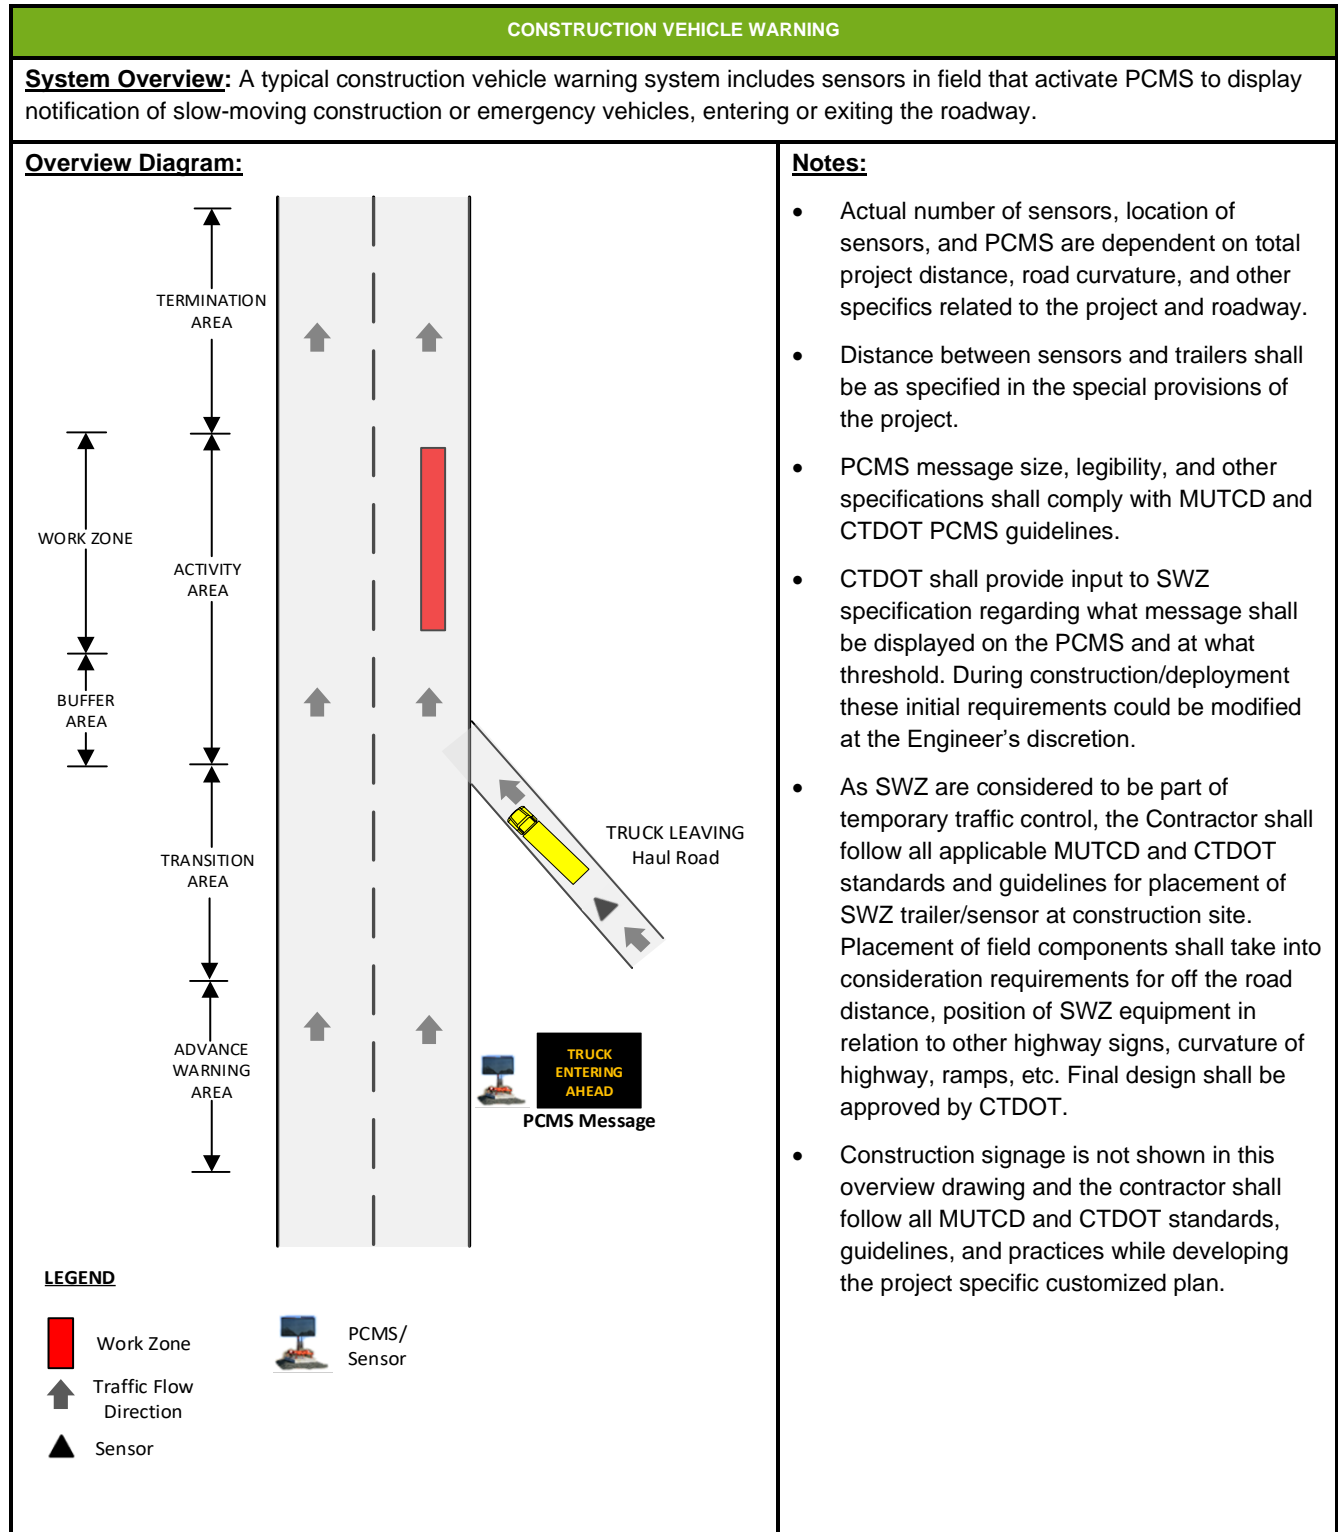 CONSTRUCTION VEHICLE WARNING
System Overview: A typical construction vehicle warning system includes sensors in field that activate PCMS to display
notification of slow-moving construction or emergency vehicles, entering or exiting the roadway.
Overview Diagram:
TERMINATION
AREA
WORK ZONE
ACTIVITY
AREA
BUFFER
AREA
TRUCK LEAVING
Haul Road
TRANSITION
AREA
ADVANCE
WARNING
AREA
TRUCK
ENTERING
AHEAD
PCMS Message
LEGEND
Work Zone
Traffic Flow
Direction
Sensor
PCMS/
Sensor
Notes:
• Actual number of sensors, location of
sensors, and PCMS are dependent on total
project distance, road curvature, and other
specifics related to the project and roadway.
• Distance between sensors and trailers shall
be as specified in the special provisions of
the project.
• PCMS message size, legibility, and other
specifications shall comply with MUTCD and
CTDOT PCMS guidelines.
• CTDOT shall provide input to SWZ
specification regarding what message shall
be displayed on the PCMS and at what
threshold. During construction/deployment
these initial requirements could be modified
at the Engineer’s discretion.
• As SWZ are considered to be part of
temporary traffic control, the Contractor shall
follow all applicable MUTCD and CTDOT
standards and guidelines for placement of
SWZ trailer/sensor at construction site.
Placement of field components shall take into
consideration requirements for off the road
distance, position of SWZ equipment in
relation to other highway signs, curvature of
highway, ramps, etc. Final design shall be
approved by CTDOT.
• Construction signage is not shown in this
overview drawing and the contractor shall
follow all MUTCD and CTDOT standards,
guidelines, and practices while developing
the project specific customized plan.